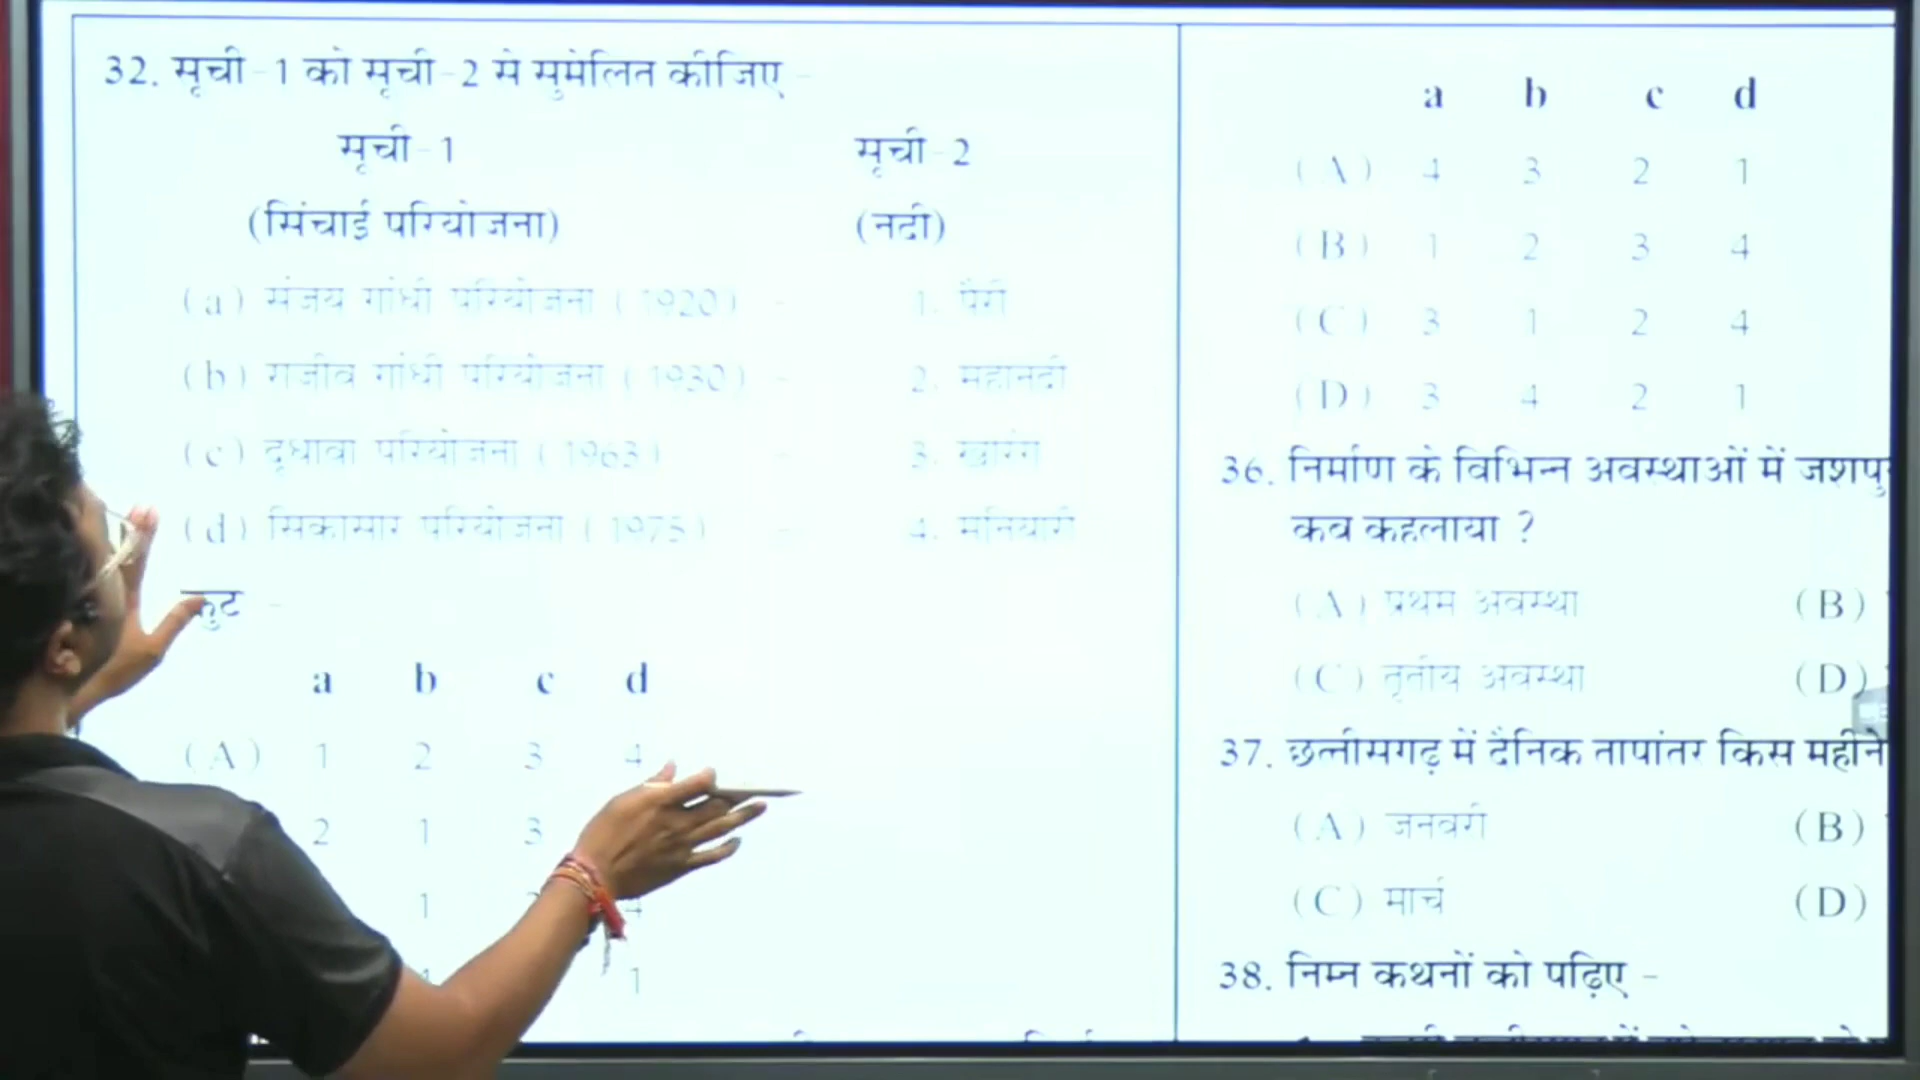 32. सूची-1 को सूची-2 से सुमेलित कीजिए -
सूची-1 सूची-2
(सिंचाई परियोजना) (नदी)
(a) संजय गांधी परियोजना (1920) - 1. पैरी
(b) राजीव गांधी परियोजना (1930) - 2. महानदी
(c) दुधावा परियोजना (1963) - 3. खारंग
(d) सिकासार परियोजना (1975) - 4. मनियारी
कुट -
a b c d
(A) 1 2 3 4
2 1 3
1 4
1
a b c d
(A) 4 3 2 1
(B) 1 2 3 4
(C) 3 1 2 4
(D) 3 4 2 1
36. निर्माण के विभिन्न अवस्थाओं में
कब कहलाया ?
(A) प्रथम अवस्था (B)
(C) तृतीय अवस्था (D)
37. छत्तीसगढ़ में दैनिक तापांतर किस महीने
(A) जनवरी (B)
(C) मार्च (D)
38. निम्न कथनों को पढ़िए -